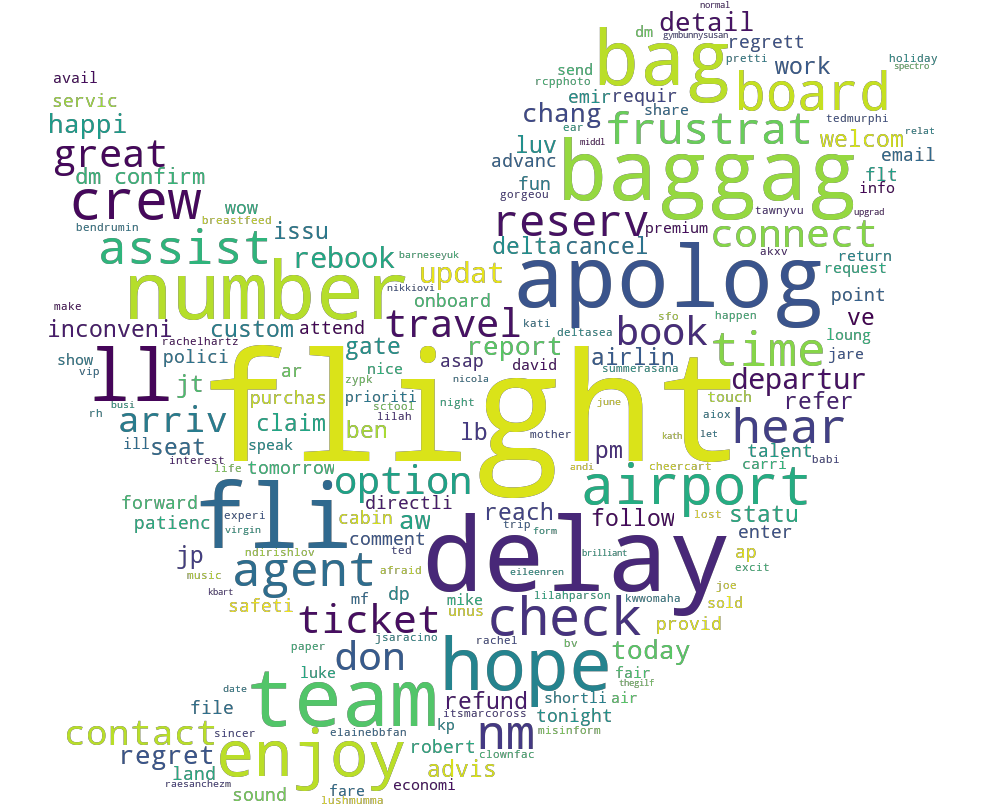 normal
detail
dm
gymbunnysusan
bag
regrett
pretti
holiday
spectro
avail
send
work
servic
rcpphoto
emir
requir
board
happi
chang
share
frustrat
tedmurphi
welcom
relat
great
luv
ear
middl
email
advanc
baggag
flt
dm confirm
fun
info
crew
gorgeou
wow
breastfeed
reserv
tawnyvu
upgrad
bendrumin
issu
premium
connect
assist
rebook
barneseyuk
delta
cancel
akxv
return
number
updat
apolog
request
nikkiovi
onboard
point
make
inconveni
custom
attend
travel
kati
deltasea
sfo
happen
book
ve
rachelhartz
loung
show
polici
gate
report
airlin
time
jare
vip
nice
asap
david
summerasana
ll
jt
flight
ar
zypk
prioriti
nicola
departur
busi
purchas
sctool
night
june
touch
refer
rh
arriv
claim
lilah
ben
lb
mother
aiox
let
hear
ill
seat
speak
pm
kath
talent
interest
life
tomorrow
andi
cheercart
carri
babi
option
airport
forward
fli
directli
reach
follow
lost
statu
patienc
experi
cabin
aw
trip
form
enter
virgin
comment
jp
ndirishlov
ted
delay
brilliant
ap
music
agent
afraid
eileenren
excit
kbart
joe
safeti
mf
dp
mike
lilahparson
kwwomaha
sold
ticket
unus
check
provid
paper
jsaracino
rachel
bv
don
hope
today
luke
fair
thegilf
file
date
team
refund
shortli
air
itsmarcoross
tonight
contact
sincer
elainebbfan
kp
nm
misinform
regret
enjoy
robert
clownfac
land
advis
raesanchezm
economi
sound
fare
lushmumma